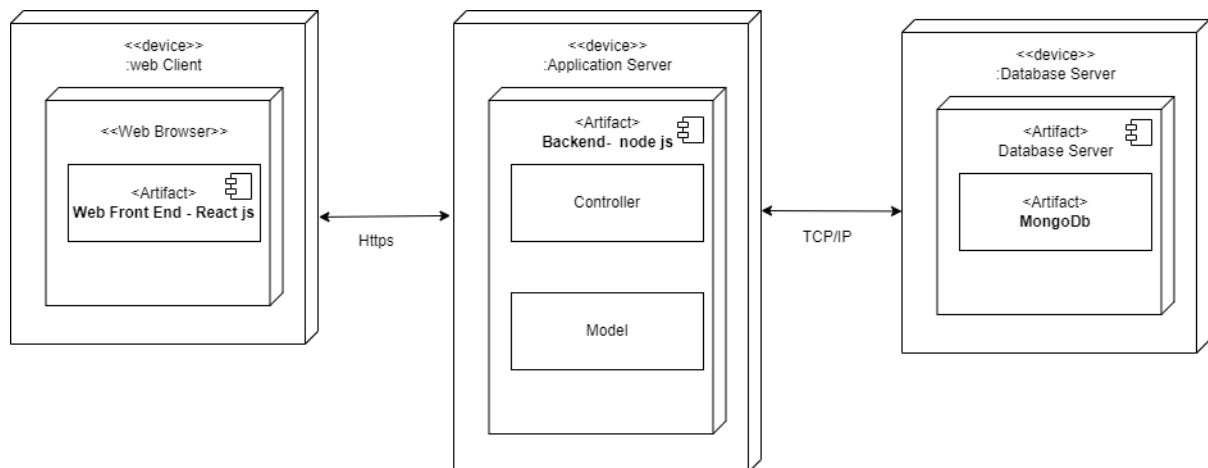 <<device>>
:web Client
<<Web Browser>>
<Artifact>
Web Front End - React js
Https
<<device>>
:Application Server
<Artifact>
Backend-  node js
Controller
Model
TCP/IP
<<device>>
:Database Server
<Artifact>
Database Server
<Artifact>
MongoDb